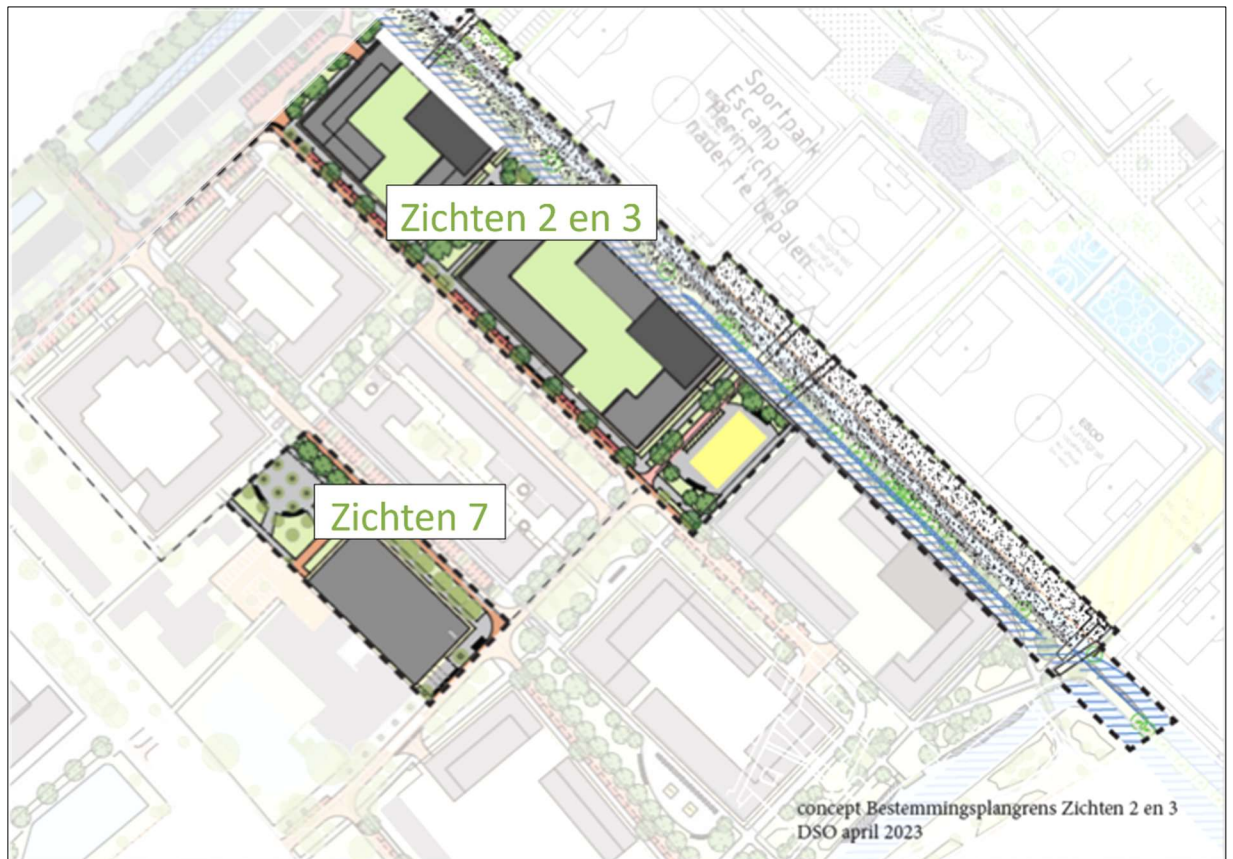 Sportpark
Escamp
nader te bepalen
Zichten 2 en 3
Zichten 7
concept Bestemmingsplangrens Zichten 2 en 3
DSO april 2023